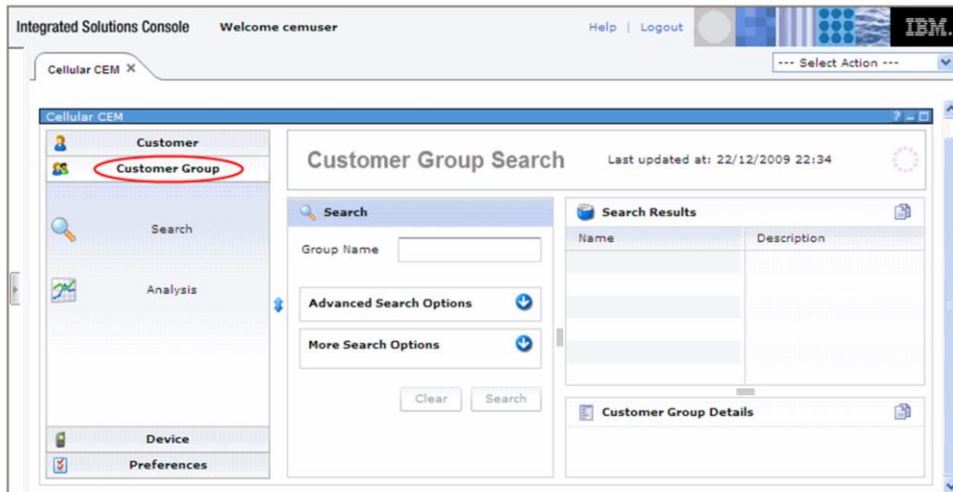 Integrated Solutions Console Welcome cemuser Help | Logout IBM.
Cellular CEM × --- Select Action ---
Cellular CEM ? – □
Customer
Customer Group
Search
Analysis
Device
Preferences
Customer Group Search Last updated at: 22/12/2009 22:34
Search
Group Name
Advanced Search Options
More Search Options
Clear Search
Search Results
Name Description
Customer Group Details